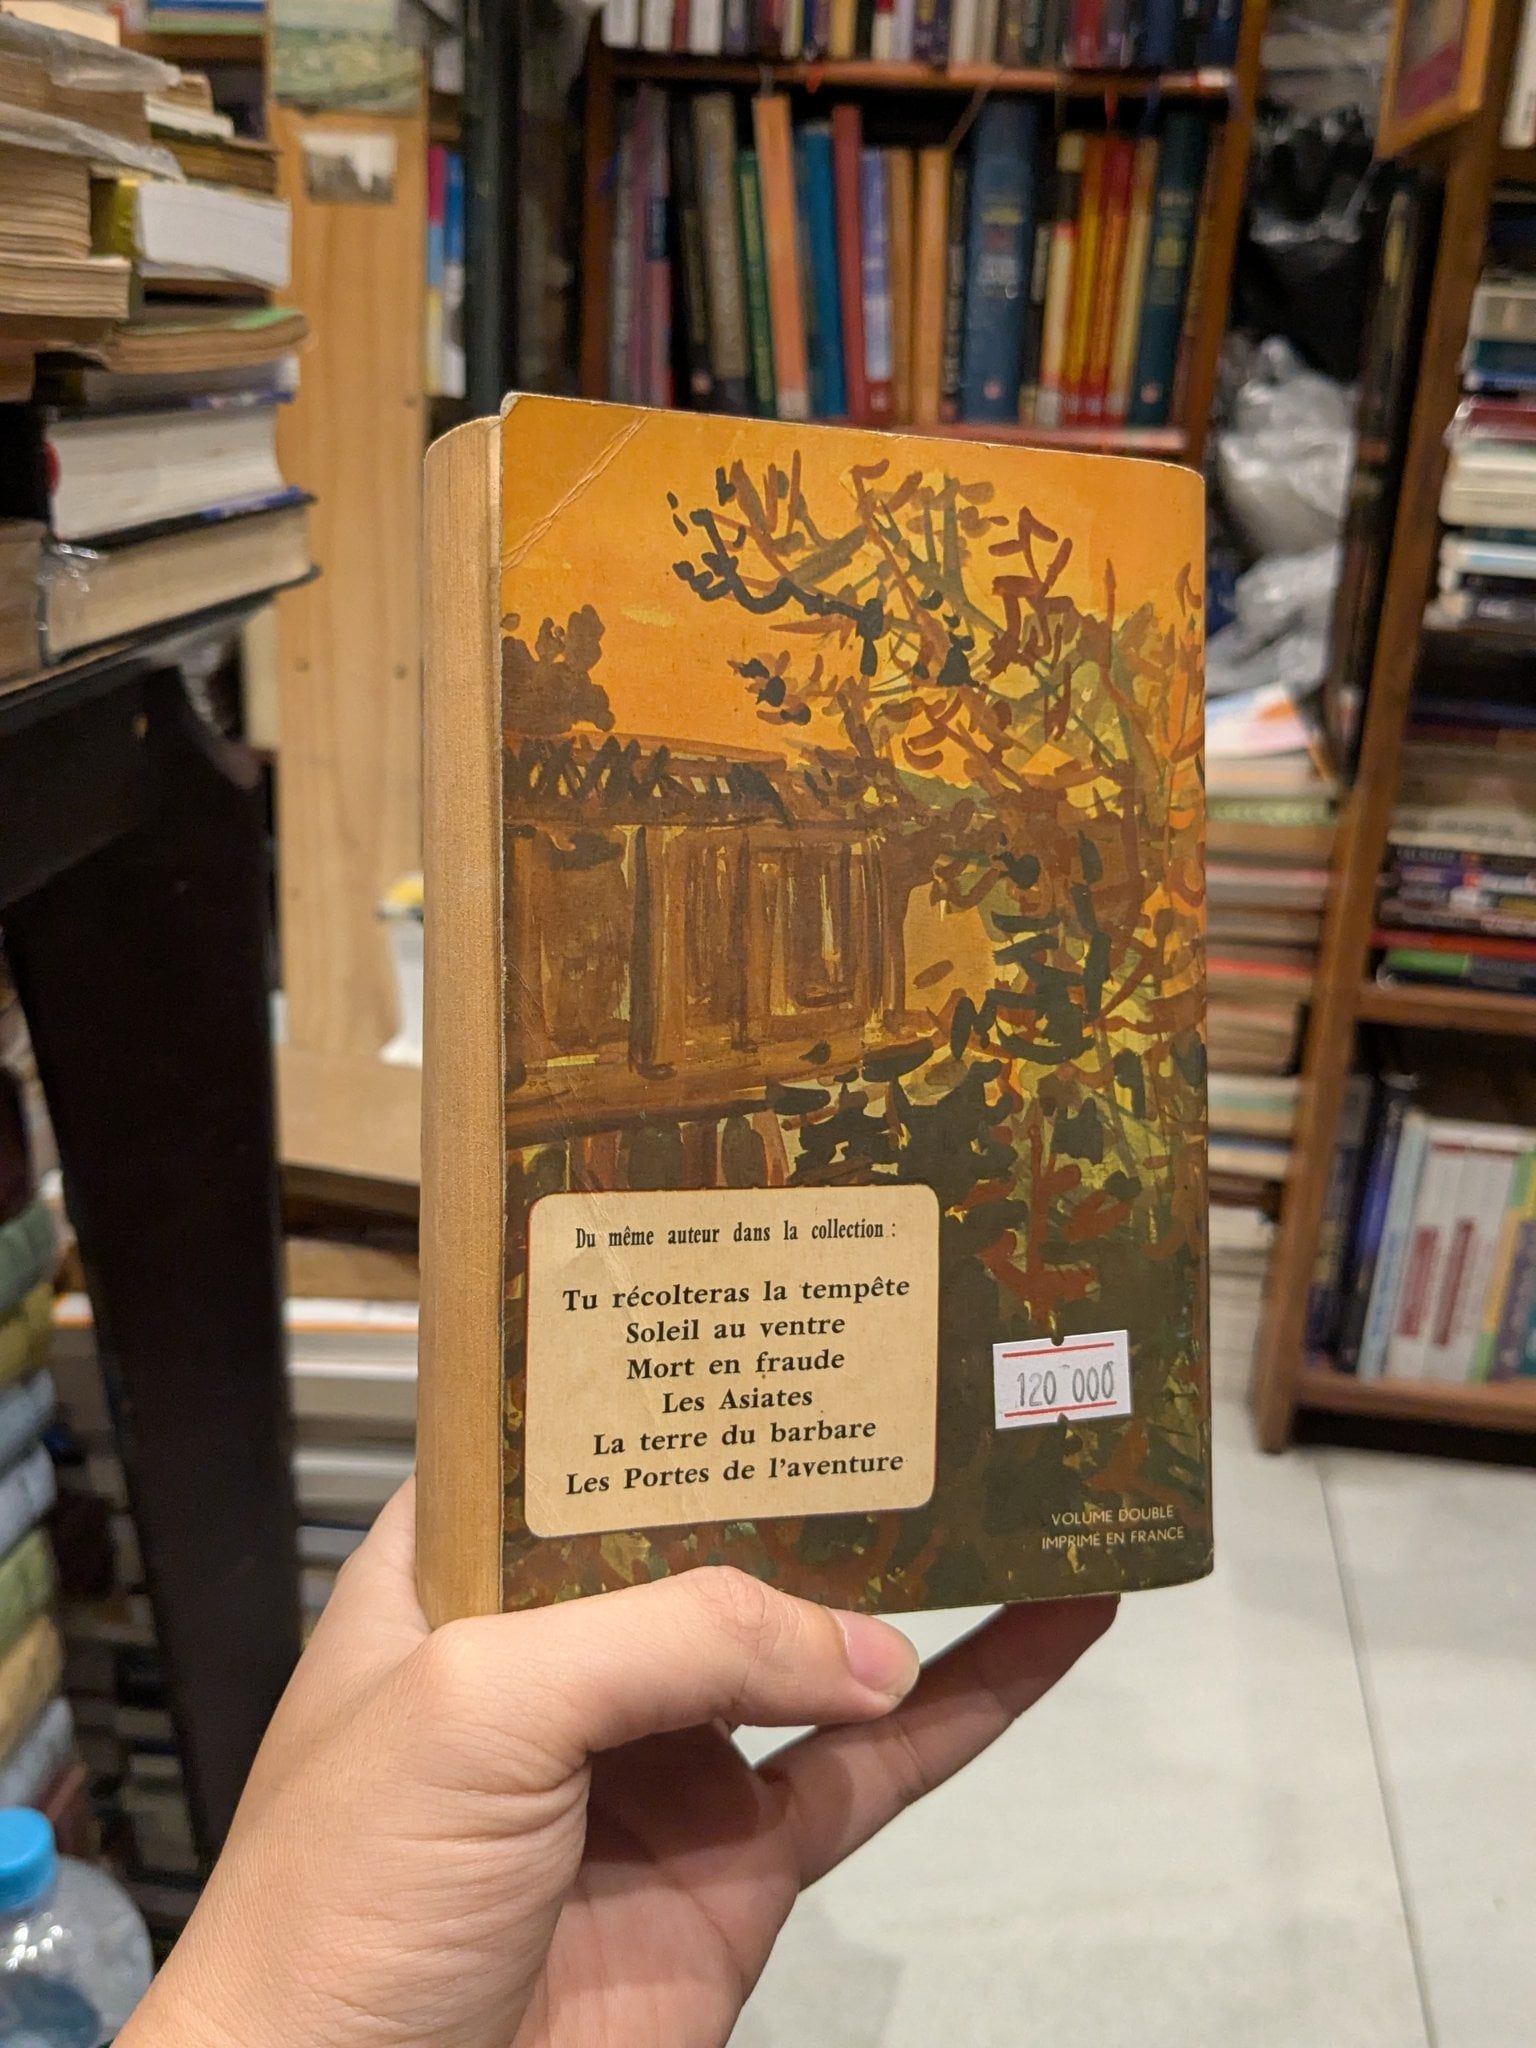 Du même auteur dans la collection :
Tu récolteras la tempête
Soleil au ventre
Mort en fraude
Les Asiates
La terre du barbare
Les Portes de l'aventure
120 000
VOLUME DOUBLE
IMPRIMÉ EN FRANCE